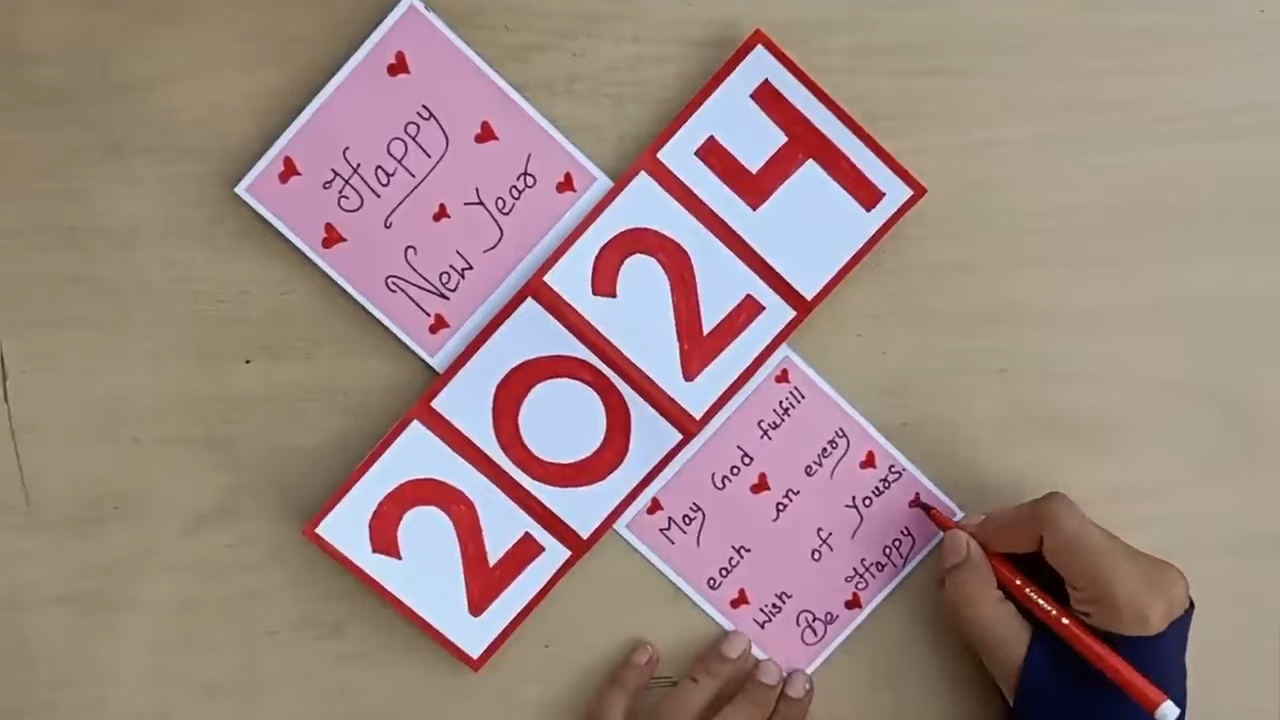 Happy
New Year
2024
May God fulfill
each an every
Wish of Yours.
Be Happy